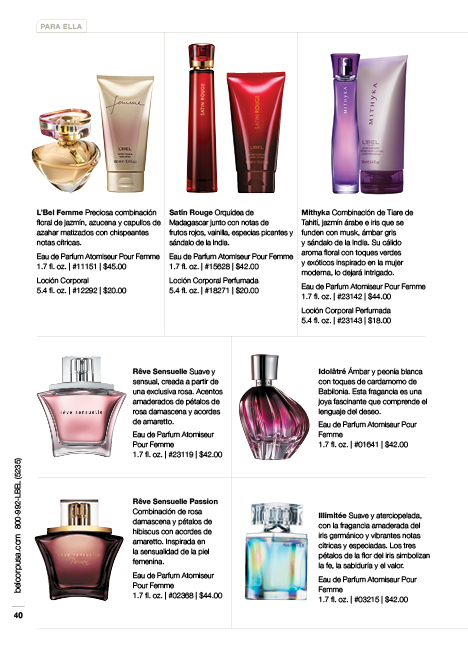 PARA ELLA
femme
L'BEL
SATIN ROUGE
SATIN ROUGE
L'BEL
MITHYKA
MITHYKA
L'BEL
L'Bel Femme Preciosa combinación
floral de jazmín, azucena y capullos de
azahar matizados con chispeantes
notas cítricas.
Eau de Parfum Atomiseur Pour Femme
1.7 fl. oz. | #11151 | $45.00
Loción Corporal
5.4 fl. oz. | #12292 | $20.00
Satin Rouge Orquídea de
Madagascar junto con notas de
frutos rojos, vainilla, especias picantes y
sándalo de la India.
Eau de Parfum Atomiseur Pour Femme
1.7 fl. oz. | #15628 | $42.00
Loción Corporal Perfumada
5.4 fl. oz. | #18271 | $20.00
Mithyka Combinación de Tiare de
Tahití, jazmín árabe e iris que se
funden con musk, ámbar gris
y sándalo de la India. Su cálido
aroma floral con toques verdes
y exóticos inspirado en la mujer
moderna, lo dejará intrigado.
Eau de Parfum Atomiseur Pour Femme
1.7 fl. oz. | #23142 | $44.00
Loción Corporal Perfumada
5.4 fl. oz. | #23143 | $18.00
rêve sensuelle
Rêve Sensuelle Suave y
sensual, creada a partir de
una exclusiva rosa. Acentos
amaderados de pétalos de
rosa damascena y acordes
de amaretto.
Eau de Parfum Atomiseur
Pour Femme
1.7 fl. oz. | #23119 | $42.00
Idolâtré Ámbar y peonía blanca
con toques de cardamomo de
Babilonia. Esta fragancia es una
joya fascinante que comprende el
lenguaje del deseo.
Eau de Parfum Atomiseur Pour
Femme
1.7 fl. oz. | #01641 | $42.00
Rêve Sensuelle Passion
Combinación de rosa
damascena y pétalos de
hibiscus con acordes de
amaretto. Inspirada en
la sensualidad de la piel
femenina.
Eau de Parfum Atomiseur
Pour Femme
1.7 fl. oz. | #02368 | $44.00
Illimitée Suave y aterciopelada,
con la fragancia amaderada del
iris germánico y vibrantes notas
cítricas y especiadas. Los tres
pétalos de la flor del iris simbolizan
la fe, la sabiduría y el valor.
Eau de Parfum Atomiseur Pour
Femme
1.7 fl. oz. | #03215 | $42.00
belcorpusa.com 800-992-LBEL (5235)
40